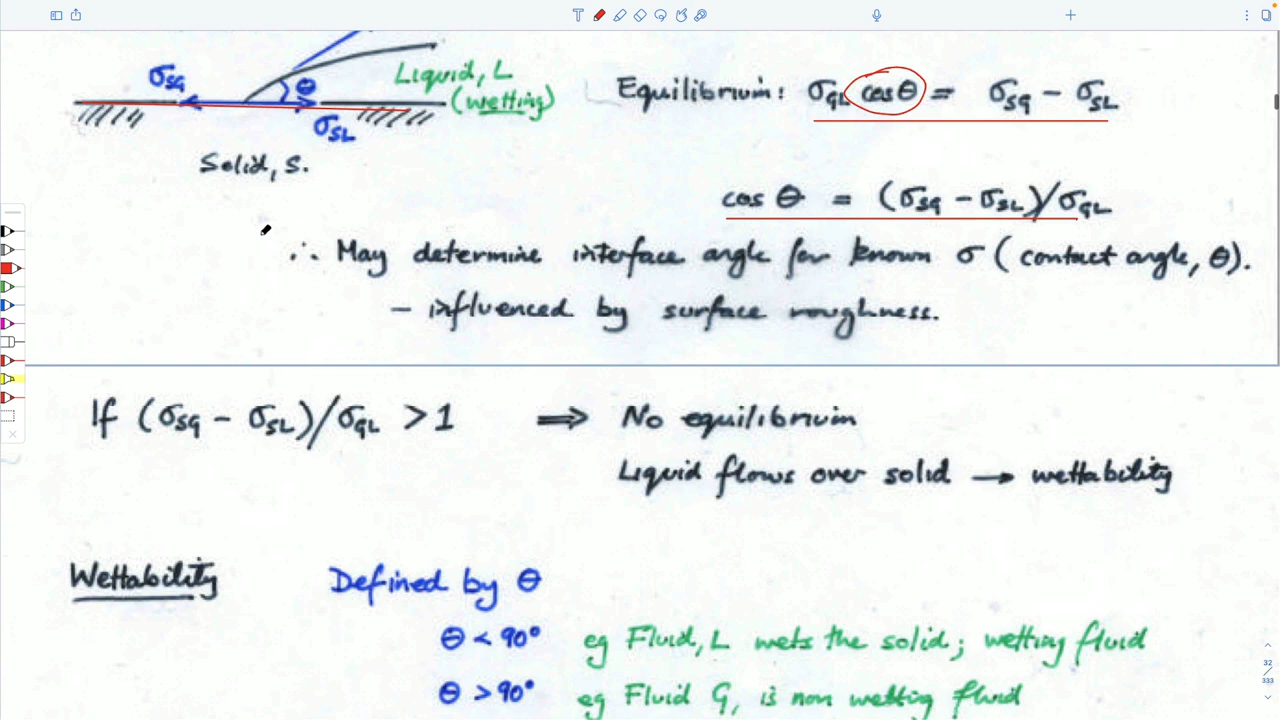 σSG
θ
Liquid, L
(wetting)
σSL
Solid, S.
Equilibrium: σGL cosθ = σSG - σSL
cos θ = (σSG - σSL)/σGL
∴ May determine interface angle for known σ (contact angle, θ).
- influenced by surface roughness.
If (σSG - σSL)/σGL > 1 ⟹ No equilibrium
Liquid flows over solid → wettability
Wettability Defined by θ
θ < 90° eg Fluid, L wets the solid; wetting fluid
θ > 90° eg Fluid G, is non wetting fluid
32
/
333